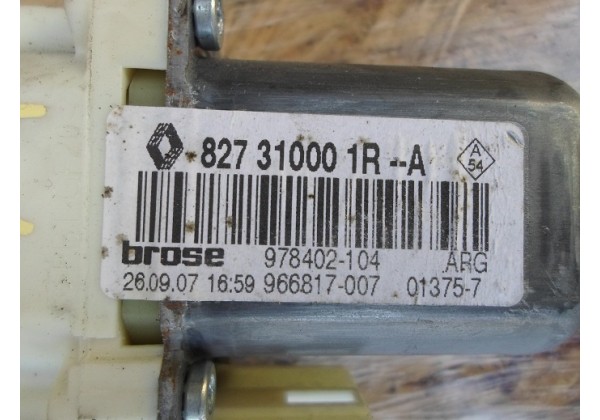 827 31000 1R --A
A
54
brose 978402-104 ARG
26.09.07 16:59 966817-007 01375-7